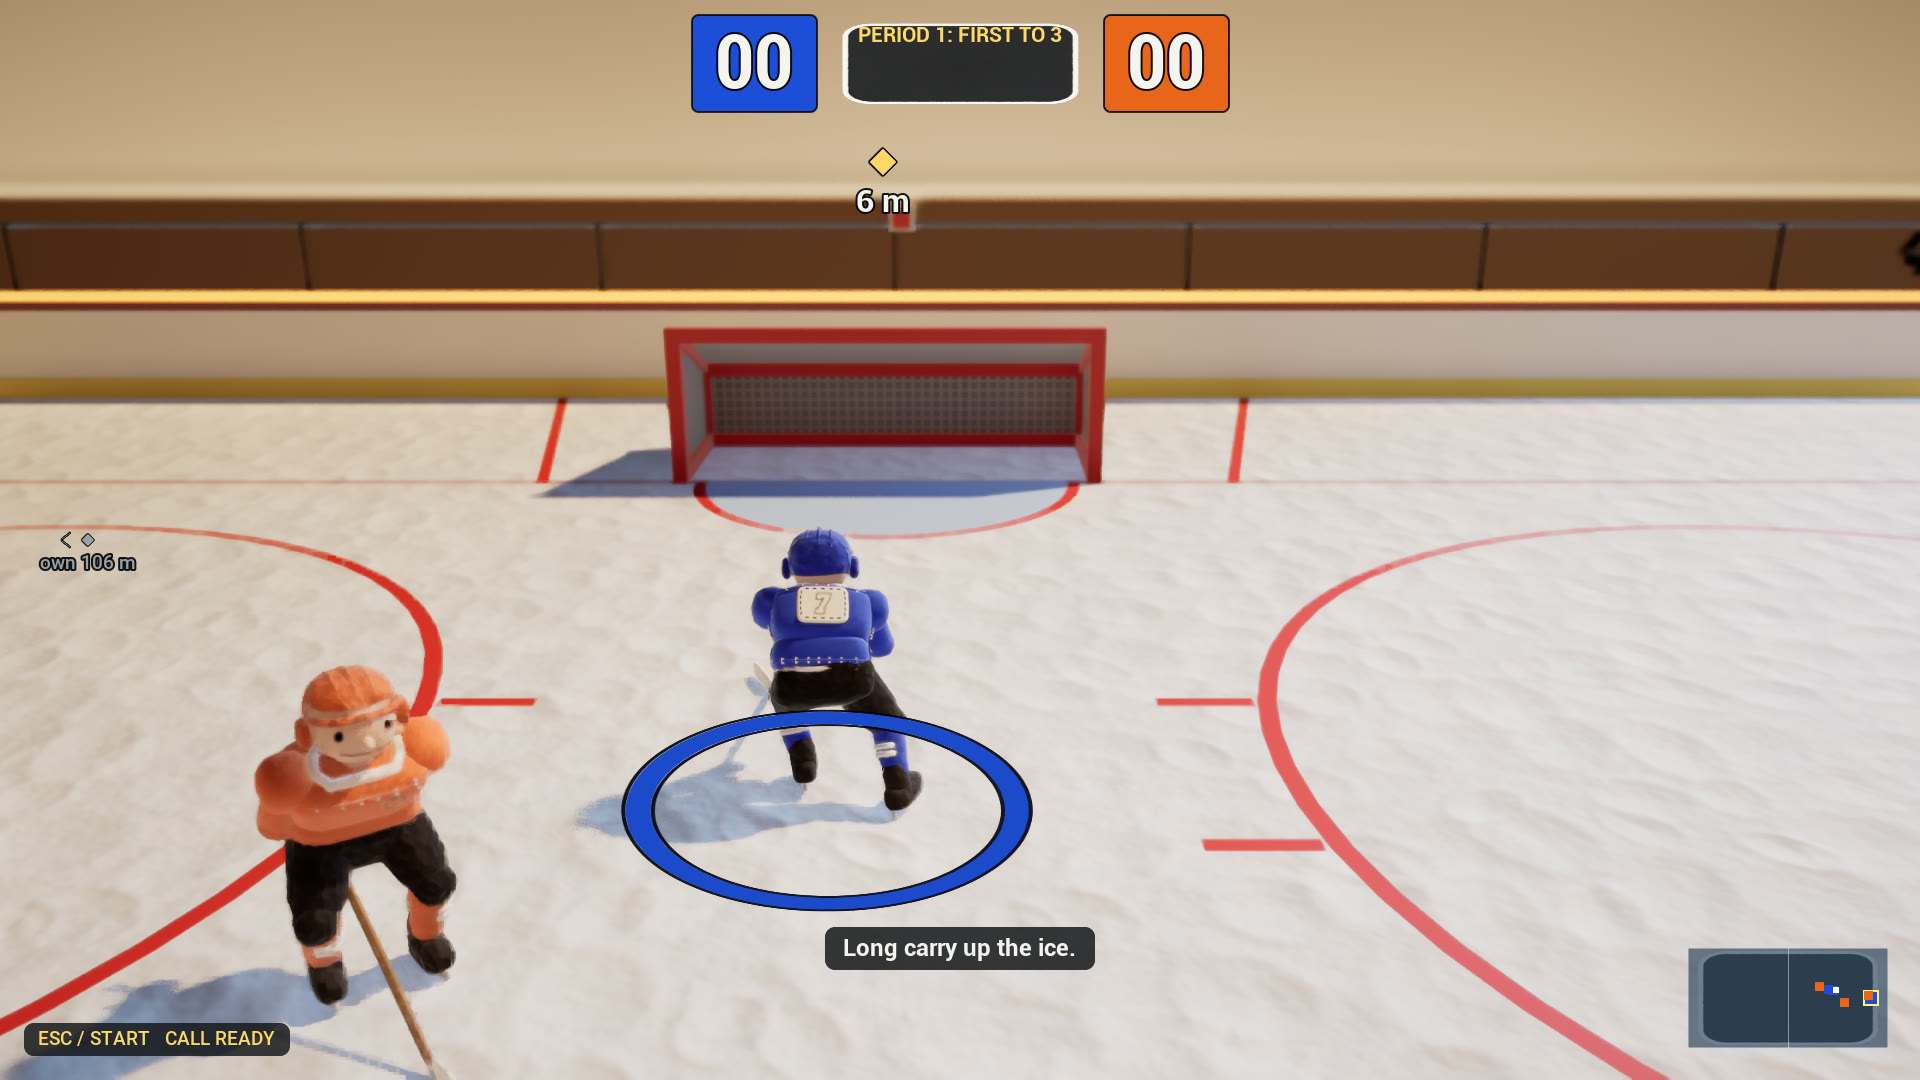 00
PERIOD 1: FIRST TO 3
00
6 m
< own 106 m
7
Long carry up the ice.
ESC / START CALL READY